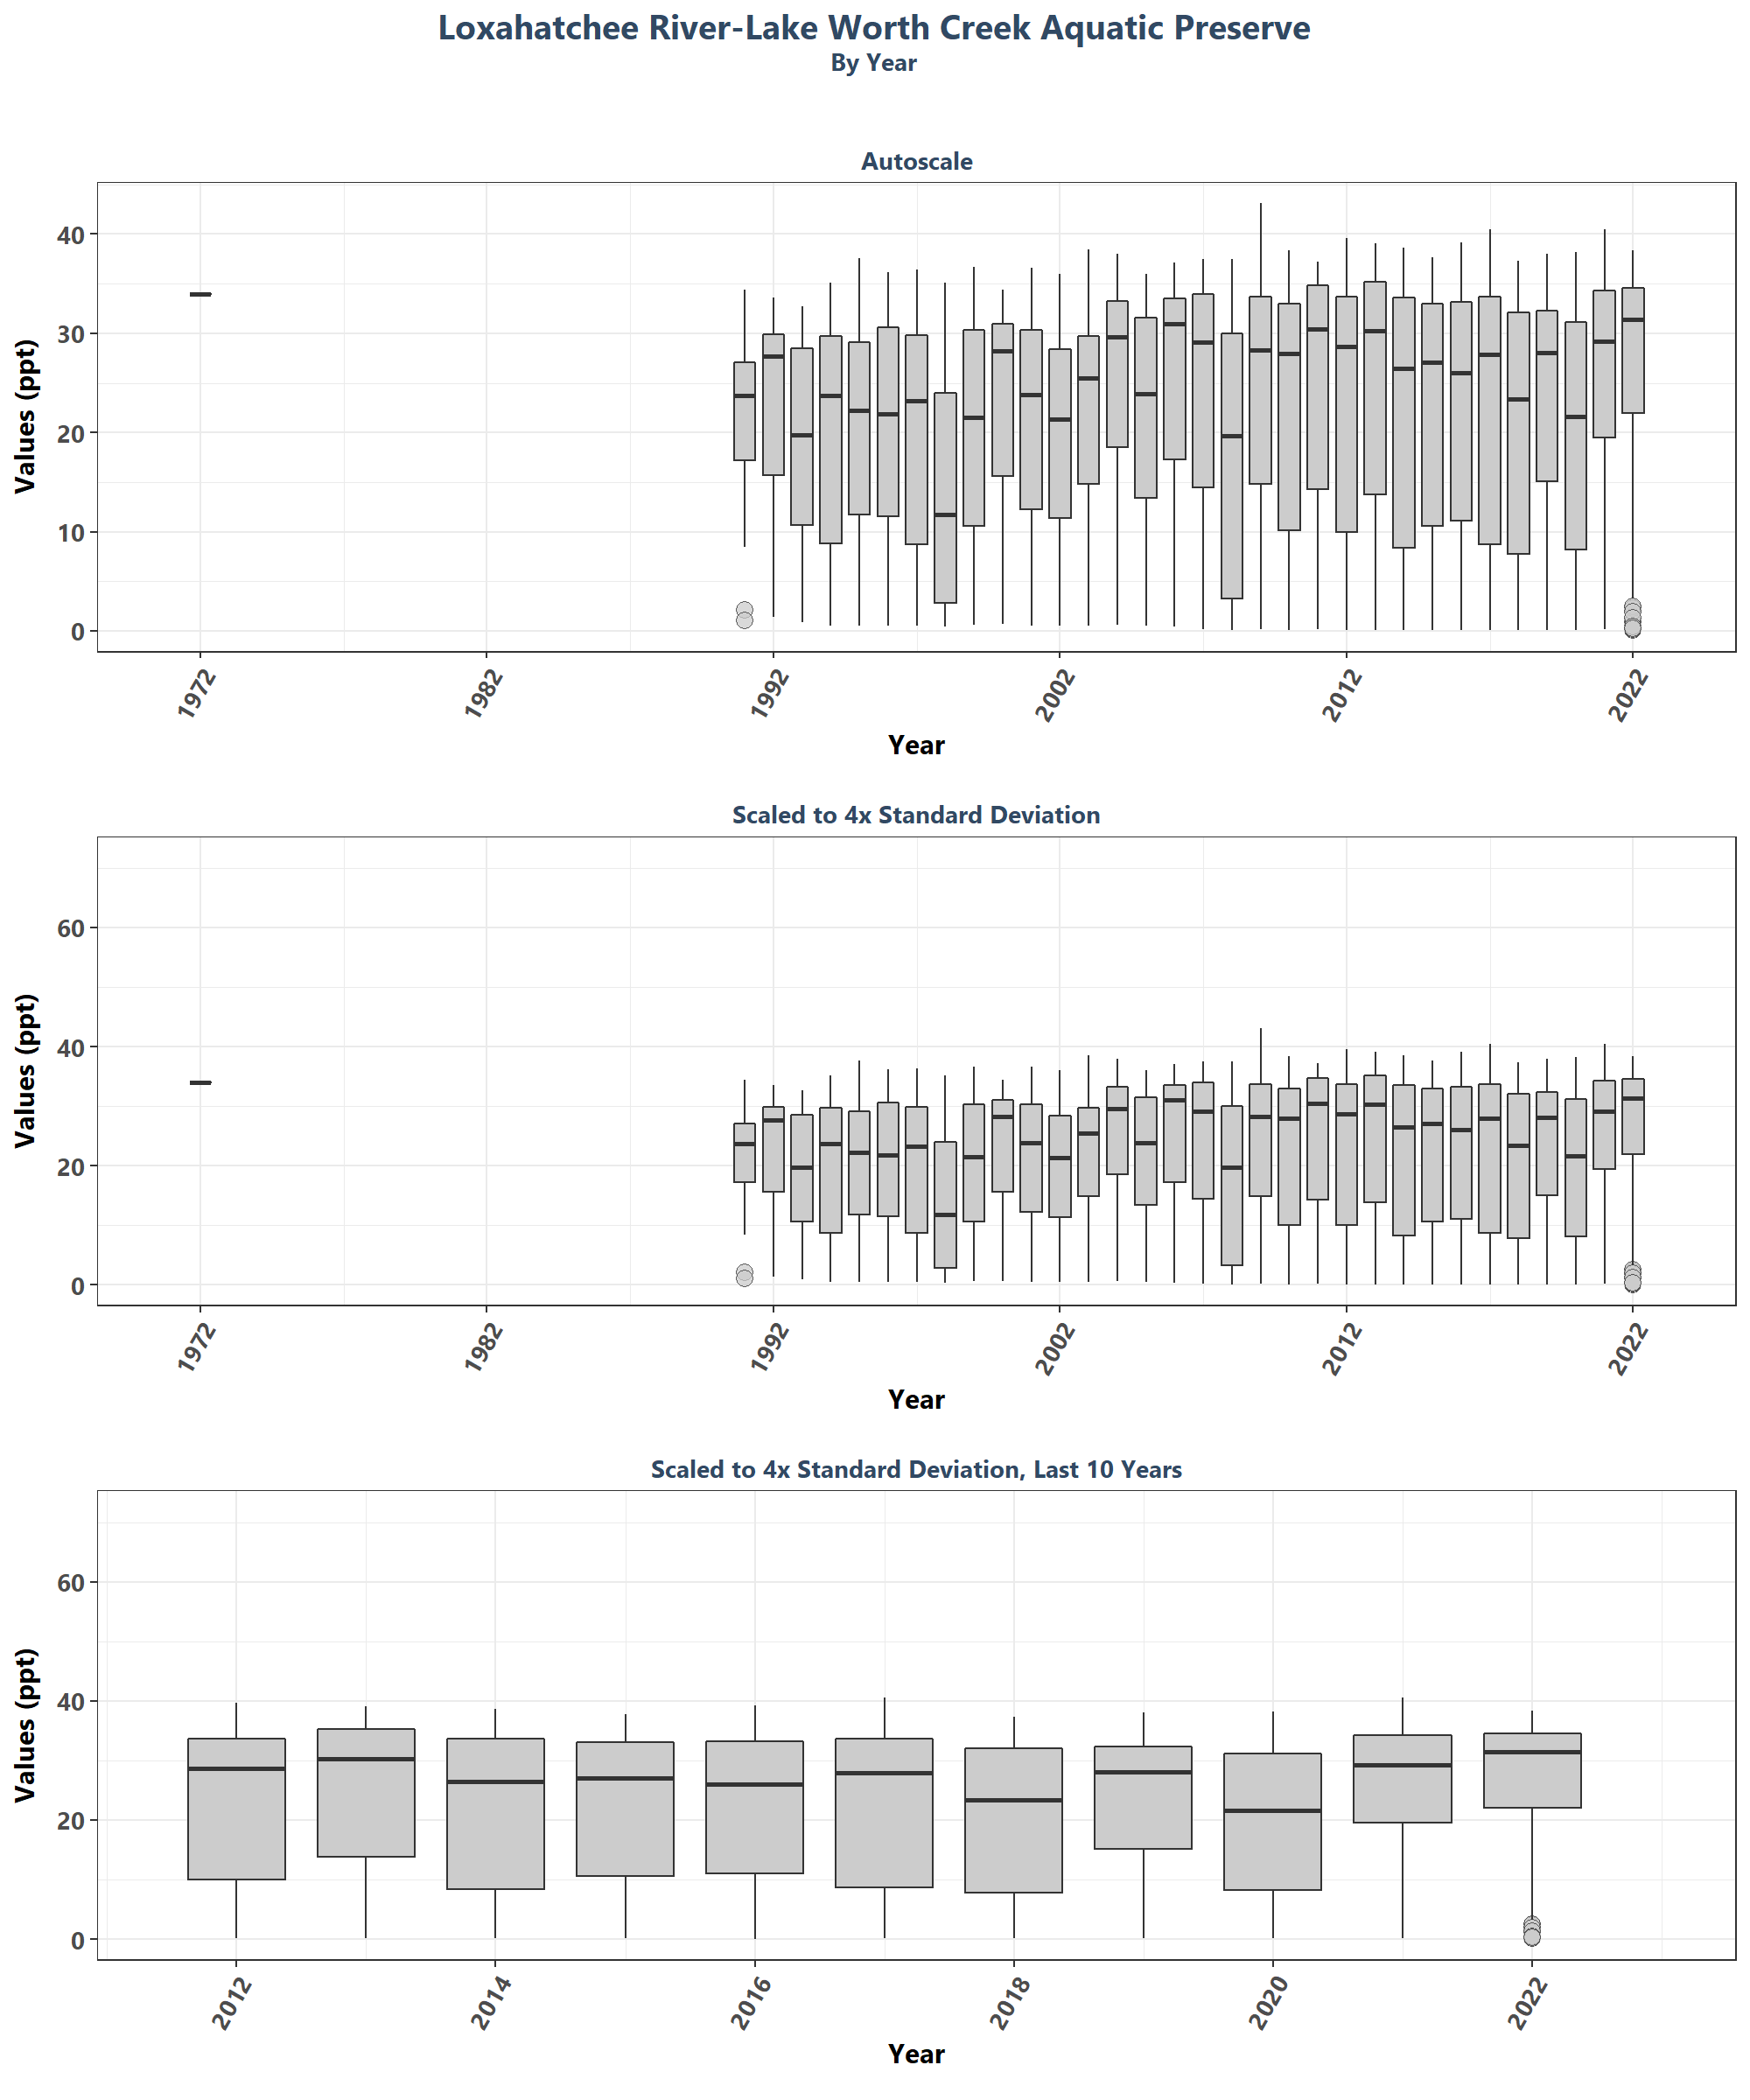 Loxahatchee River-Lake Worth Creek Aquatic Preserve
By Year
Autoscale
Values (ppt)
40
30
20
10
0
1972
1982
1992
2002
2012
2022
Year
Scaled to 4x Standard Deviation
Values (ppt)
60
40
20
0
1972
1982
1992
2002
2012
2022
Year
Scaled to 4x Standard Deviation, Last 10 Years
Values (ppt)
60
40
20
0
2012
2014
2016
2018
2020
2022
Year